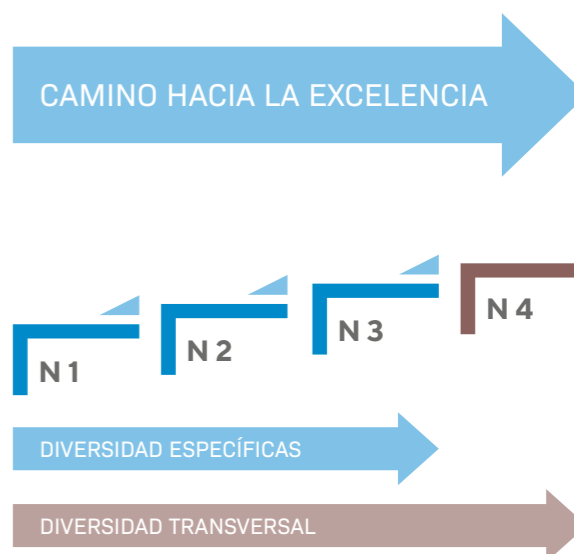 CAMINO HACIA LA EXCELENCIA
N 1
N 2
N 3
N 4
DIVERSIDAD ESPECÍFICAS
DIVERSIDAD TRANSVERSAL